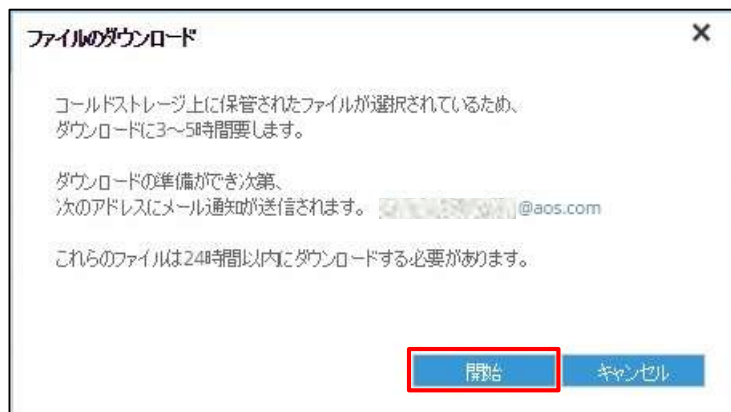 ファイルのダウンロード
コールドストレージ上に保管されたファイルが選択されているため、
ダウンロードに3～5時間要します。
ダウンロードの準備ができ次第、
次のアドレスにメール通知が送信されます。 @aos.com
これらのファイルは24時間以内にダウンロードする必要があります。
開始 キャンセル